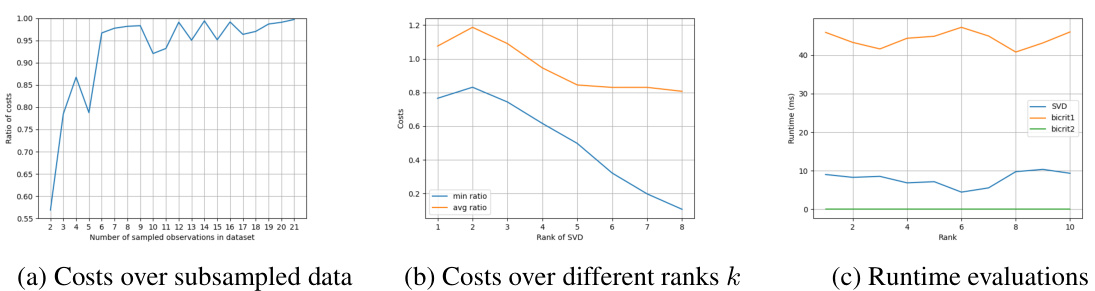 1.00
0.95
0.90
0.85
0.80
0.75
0.70
0.65
0.60
0.55
Ratio of costs
2 3 4 5 6 7 8 9 10 11 12 13 14 15 16 17 18 19 20 21
Number of sampled observations in dataset
(a) Costs over subsampled data
1.2
1.0
0.8
0.6
0.4
0.2
Costs
min ratio
avg ratio
1 2 3 4 5 6 7 8
Rank of SVD
(b) Costs over different ranks k
40
30
20
10
0
Runtime (ms)
SVD
bicrit1
bicrit2
2 4 6 8 10
Rank
(c) Runtime evaluations